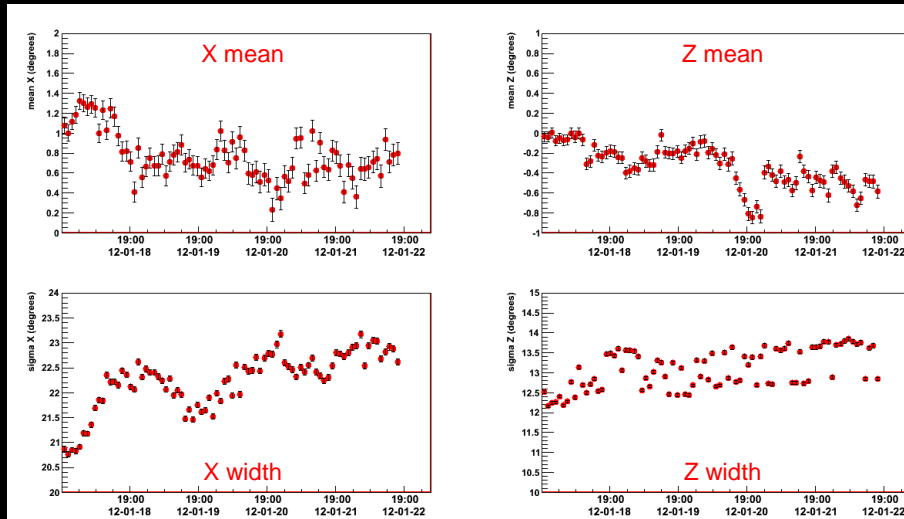 X mean
mean X (degrees)
2
1.8
1.6
1.4
1.2
1
0.8
0.6
0.4
0.2
0
19:00 19:00 19:00 19:00 19:00
12-01-18 12-01-19 12-01-20 12-01-21 12-01-22
Z mean
mean Z (degrees)
1
0.8
0.6
0.4
0.2
0
-0.2
-0.4
-0.6
-0.8
-1
19:00 19:00 19:00 19:00 19:00
12-01-18 12-01-19 12-01-20 12-01-21 12-01-22
sigma X (degrees)
24
23.5
23
22.5
22
21.5
21
20.5
20
X width
19:00 19:00 19:00 19:00 19:00
12-01-18 12-01-19 12-01-20 12-01-21 12-01-22
sigma Z (degrees)
15
14.5
14
13.5
13
12.5
12
11.5
11
10.5
10
Z width
19:00 19:00 19:00 19:00 19:00
12-01-18 12-01-19 12-01-20 12-01-21 12-01-22